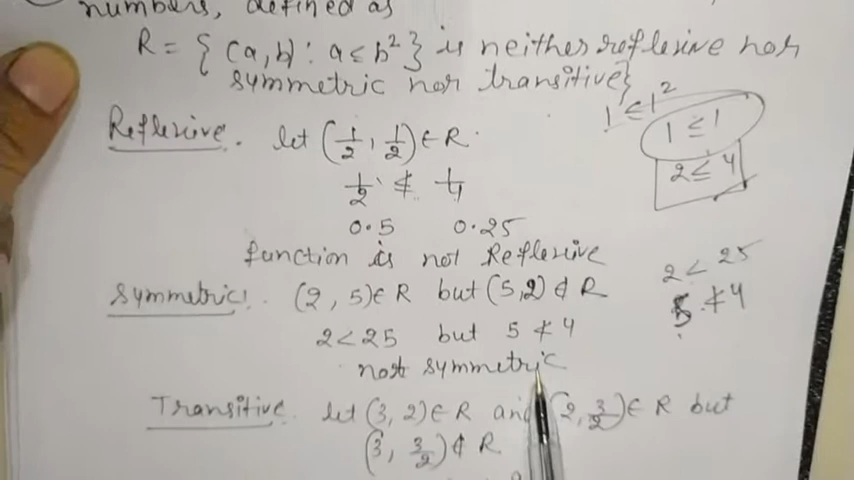 numbers, defined as
R = { (a, b) : a ≤ b² } is neither reflexive nor
symmetric nor transitive}
1 ≤ 1²
1 ≤ 1
2 ≤ 4
Reflexive. let (1/2, 1/2) ∈ R.
1/2 ≰ 1/4
0.5 0.25
function is not Reflexive
2 < 25
5 ≮ 4
Symmetric. (2, 5) ∈ R but (5, 2) ∉ R
2 < 25 but 5 ≮ 4
not symmetric
Transitive. let (3, 2) ∈ R and (2, 3/2) ∈ R but
(3, 3/2) ∉ R